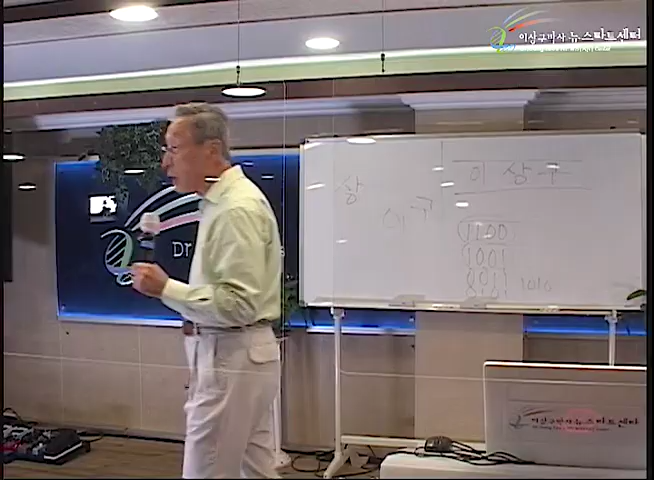 이상구박사 뉴스타트센터
이 상 구
상
이 구
1100
1001
0011
1010
Dr
이상구박사 뉴스타트센터